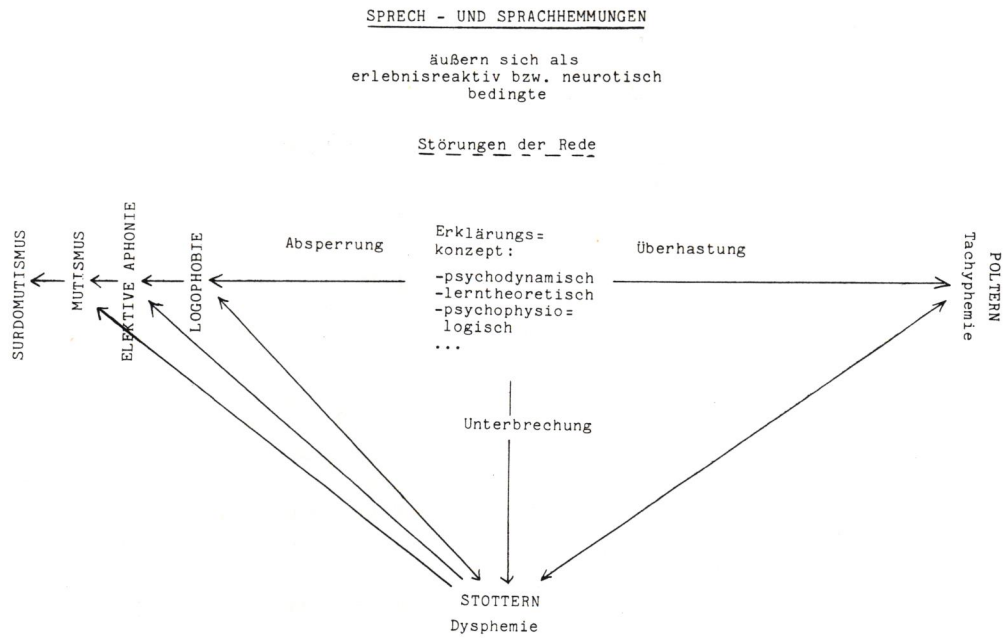 SPRECH - UND SPRACHHEMMUNGEN
äußern sich als
erlebnisreaktiv bzw. neurotisch
bedingte
Störungen der Rede
SURDOMUTISMUS
MUTISMUS
ELEKTIVE APHONIE
LOGOPHOBIE
Absperrung
Erklärungs=
konzept:
-psychodynamisch
-lerntheoretisch
-psychophysio=
logisch
...
Überhastung
POLTERN
Tachyphemie
Unterbrechung
STOTTERN
Dysphemie